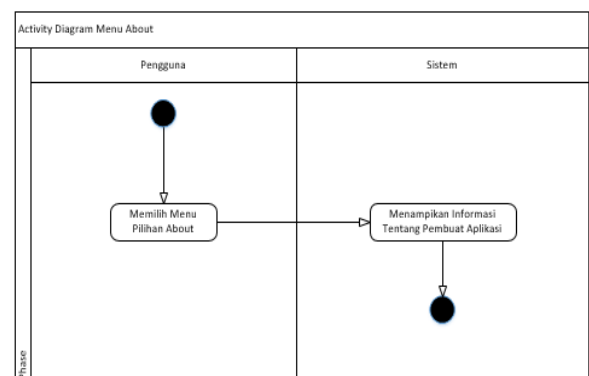 Activity Diagram Menu About
Pengguna
Sistem
Memilih Menu
Pilihan About
Menampikan Informasi
Tentang Pembuat Aplikasi
Phase